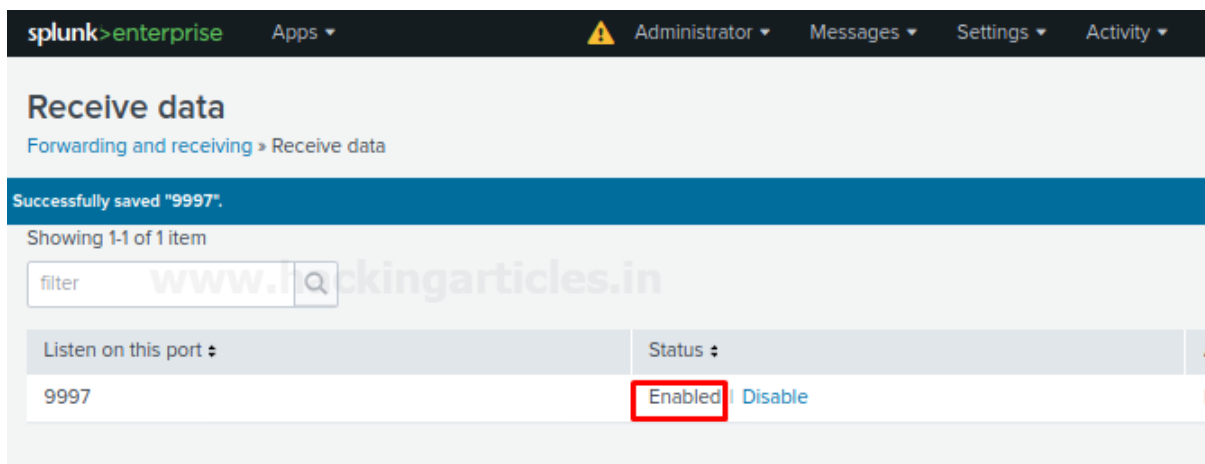 splunk>enterprise Apps Administrator Messages Settings Activity
Receive data
Forwarding and receiving » Receive data
Successfully saved "9997".
Showing 1-1 of 1 item
filter
www.hackingarticles.in
Listen on this port Status
9997 Enabled | Disable